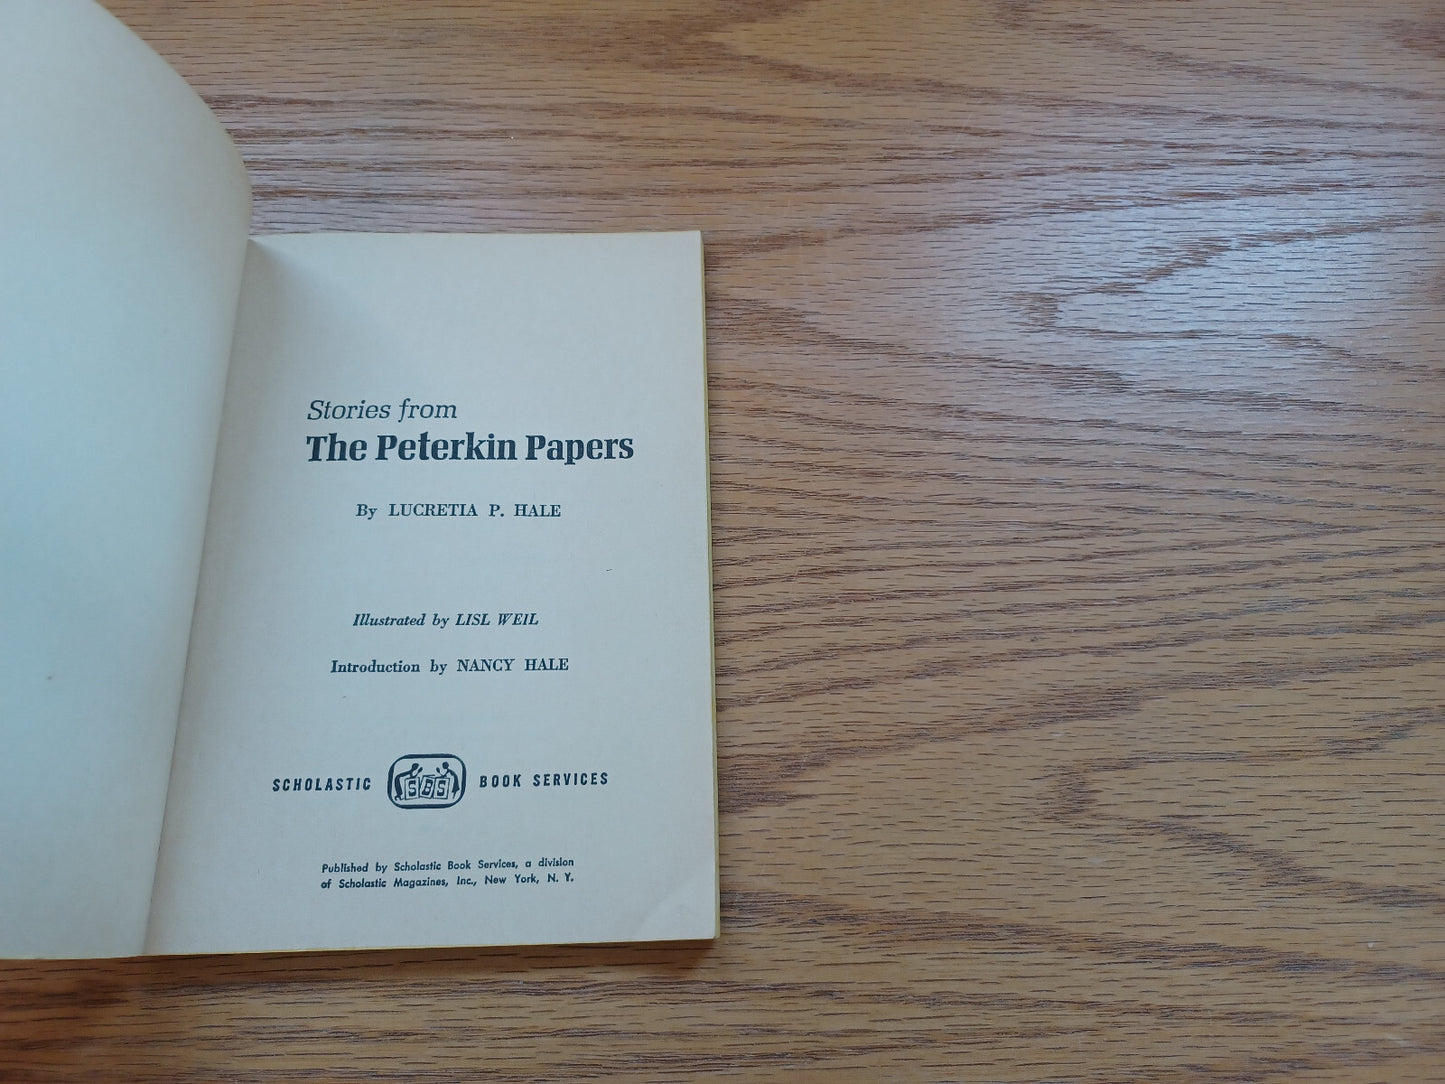 Stories from
The Peterkin Papers
By LUCRETIA P. HALE
Illustrated by LISL WEIL
Introduction by NANCY HALE
SCHOLASTIC SBS BOOK SERVICES
Published by Scholastic Book Services, a division
of Scholastic Magazines, Inc., New York, N. Y.